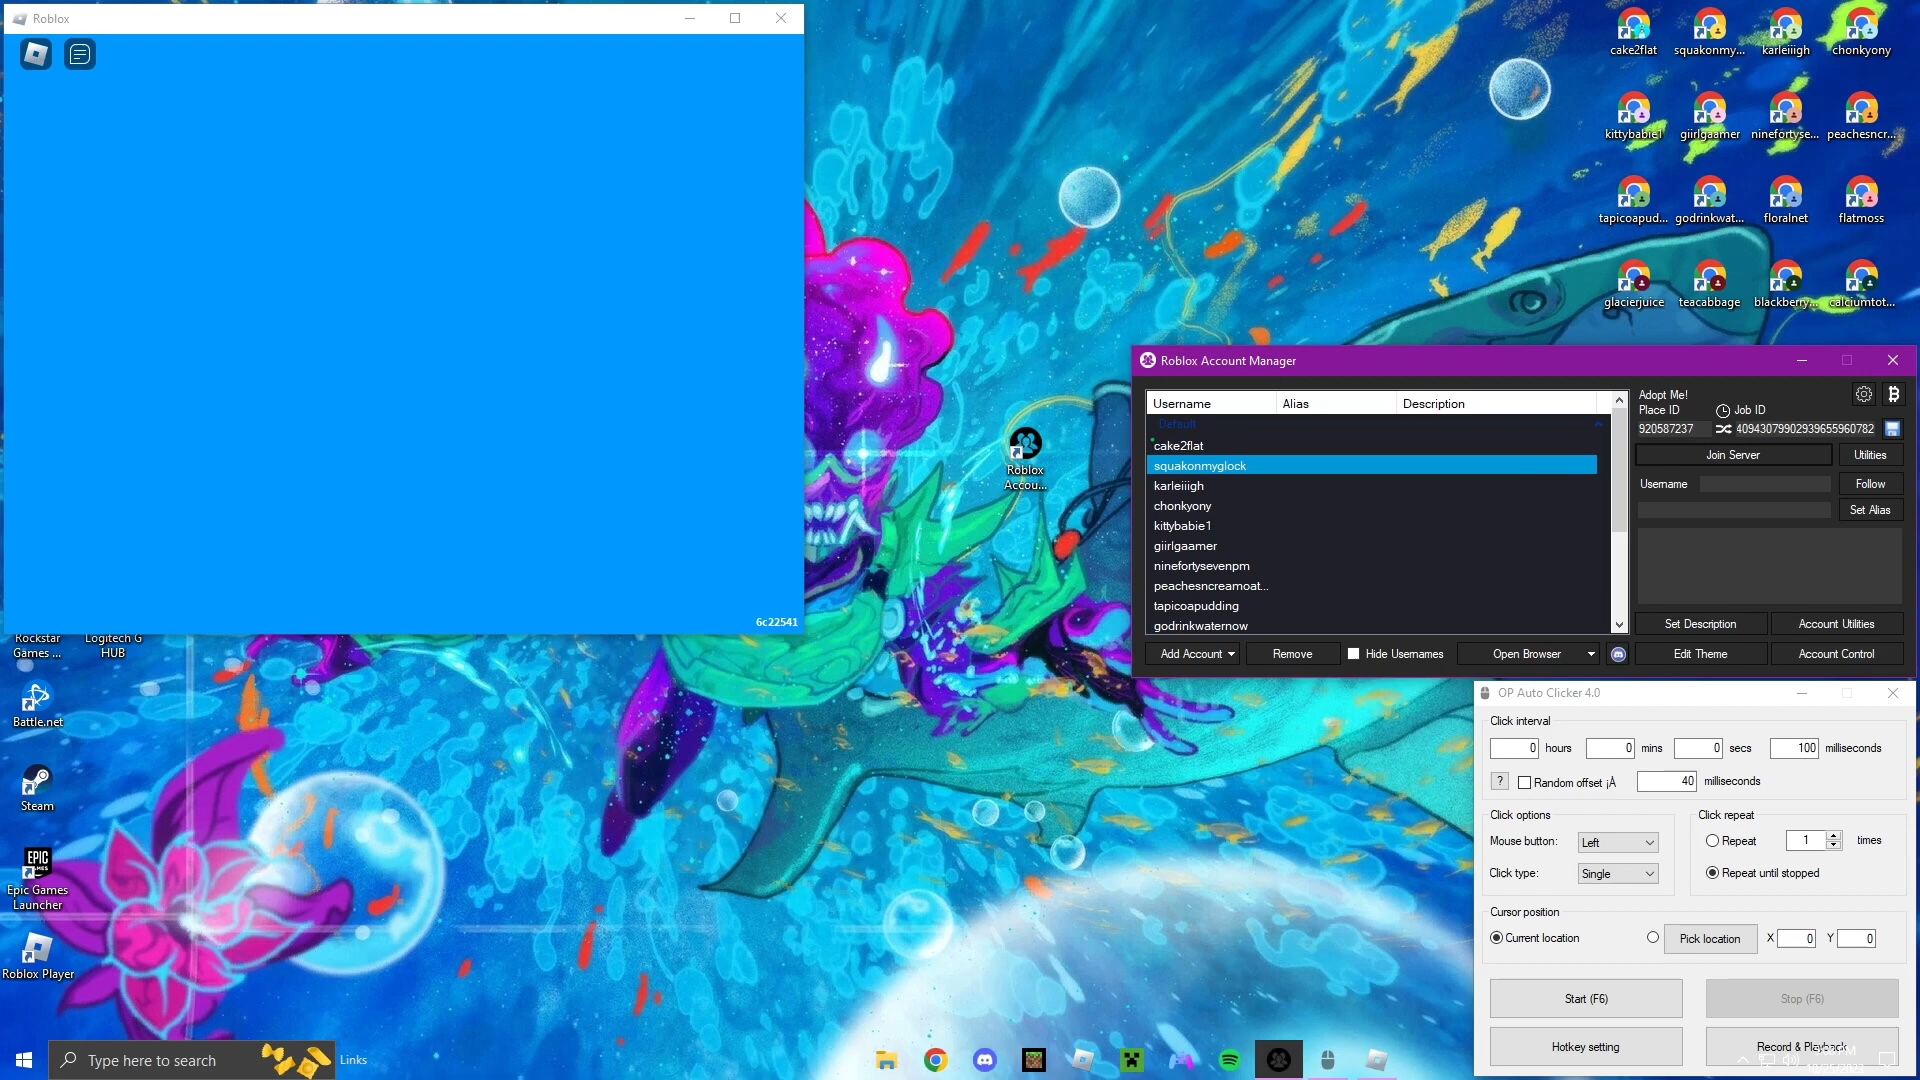 Roblox
6c22541
Rockstar Games ...
Logitech G HUB
Battle.net
Steam
EPIC GAMES
Epic Games Launcher
Roblox Player
Roblox Accou...
cake2flat
squakonmy...
karleiiigh
chonkyony
kittybabie1
giirlgaamer
ninefortyse...
peachesncr...
tapicoapud...
godrinkwat...
floralnet
flatmoss
glacierjuice
teacabbage
blackberry...
calciumtot...
Roblox Account Manager
Username Alias Description
Default
cake2flat
squakonmyglock
karleiiigh
chonkyony
kittybabie1
giirlgaamer
ninefortysevenpm
peachesncreamoat...
tapicoapudding
godrinkwaternow
Adopt Me!
Place ID Job ID
920587237 40943079902939655960782
Join Server Utilities
Username Follow
Set Alias
Set Description Account Utilities
Add Account Remove Hide Usernames Open Browser Edit Theme Account Control
OP Auto Clicker 4.0
Click interval
0 hours 0 mins 0 secs 100 milliseconds
? Random offset ¡À 40 milliseconds
Click options
Mouse button: Left
Click type: Single
Click repeat
Repeat 1 times
Repeat until stopped
Cursor position
Current location Pick location X 0 Y 0
Start (F6) Stop (F6)
Hotkey setting Record & Playback
Type here to search
Links